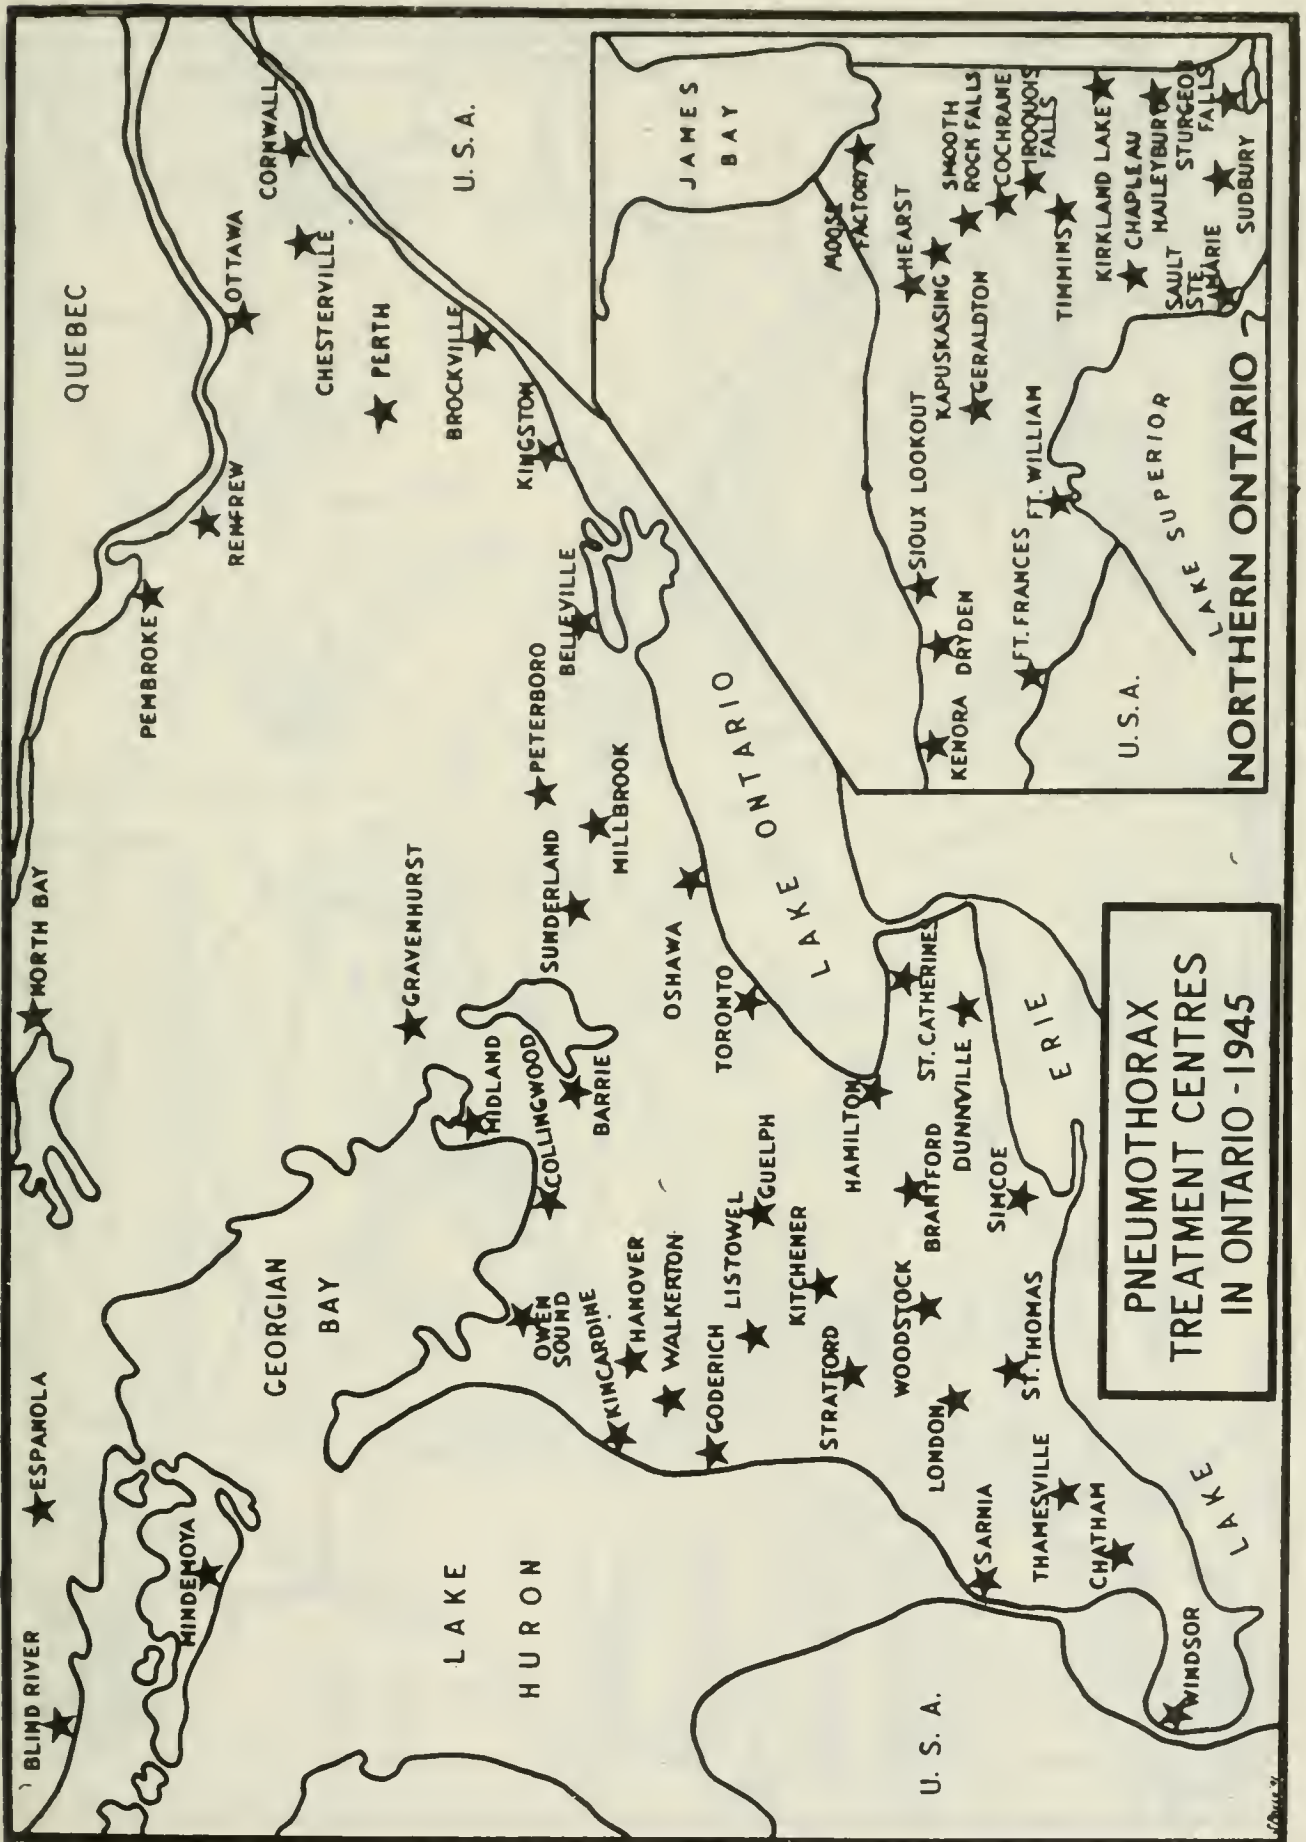 BLIND RIVER
ESPANOLA
NORTH BAY
MINDEMOYA
PEMBROKE
RENFREW
QUEBEC
OTTAWA
CORNWALL
CHESTERVILLE
PERTH
BROCKVILLE
KINGSTON
U.S.A.
GEORGIAN
BAY
GRAVENHURST
MIDLAND
COLLINGWOOD
BARRIE
SUNDERLAND
PETERBORO
MILLBROOK
BELLEVILLE
LAKE
HURON
OWEN
SOUND
KINCARDINE
HANOVER
WALKERTON
GODERICH
LISTOWEL
GUELPH
KITCHENER
STRATFORD
OSHAWA
TORONTO
LAKE ONTARIO
HAMILTON
ST. CATHERINES
DUNNVILLE
BRANTFORD
SIMCOE
WOODSTOCK
LONDON
ST. THOMAS
SARNIA
THAMESVILLE
CHATHAM
WINDSOR
U. S. A.
LAKE
ERIE
PNEUMOTHORAX
TREATMENT CENTRES
IN ONTARIO - 1945
JAMES
BAY
MOOSE
FACTORY
HEARST
KAPUSKASING
SMOOTH
ROCK FALLS
COCHRANE
IROQUOIS
FALLS
GERALDTON
TIMMINS
KIRKLAND LAKE
CHAPLEAU
HAILEYBURY
STURGEON
FALLS
SAULT
STE.
MARIE
SUDBURY
SIOUX LOOKOUT
KENORA
DRYDEN
FT. FRANCES
FT. WILLIAM
LAKE SUPERIOR
U.S.A.
NORTHERN ONTARIO